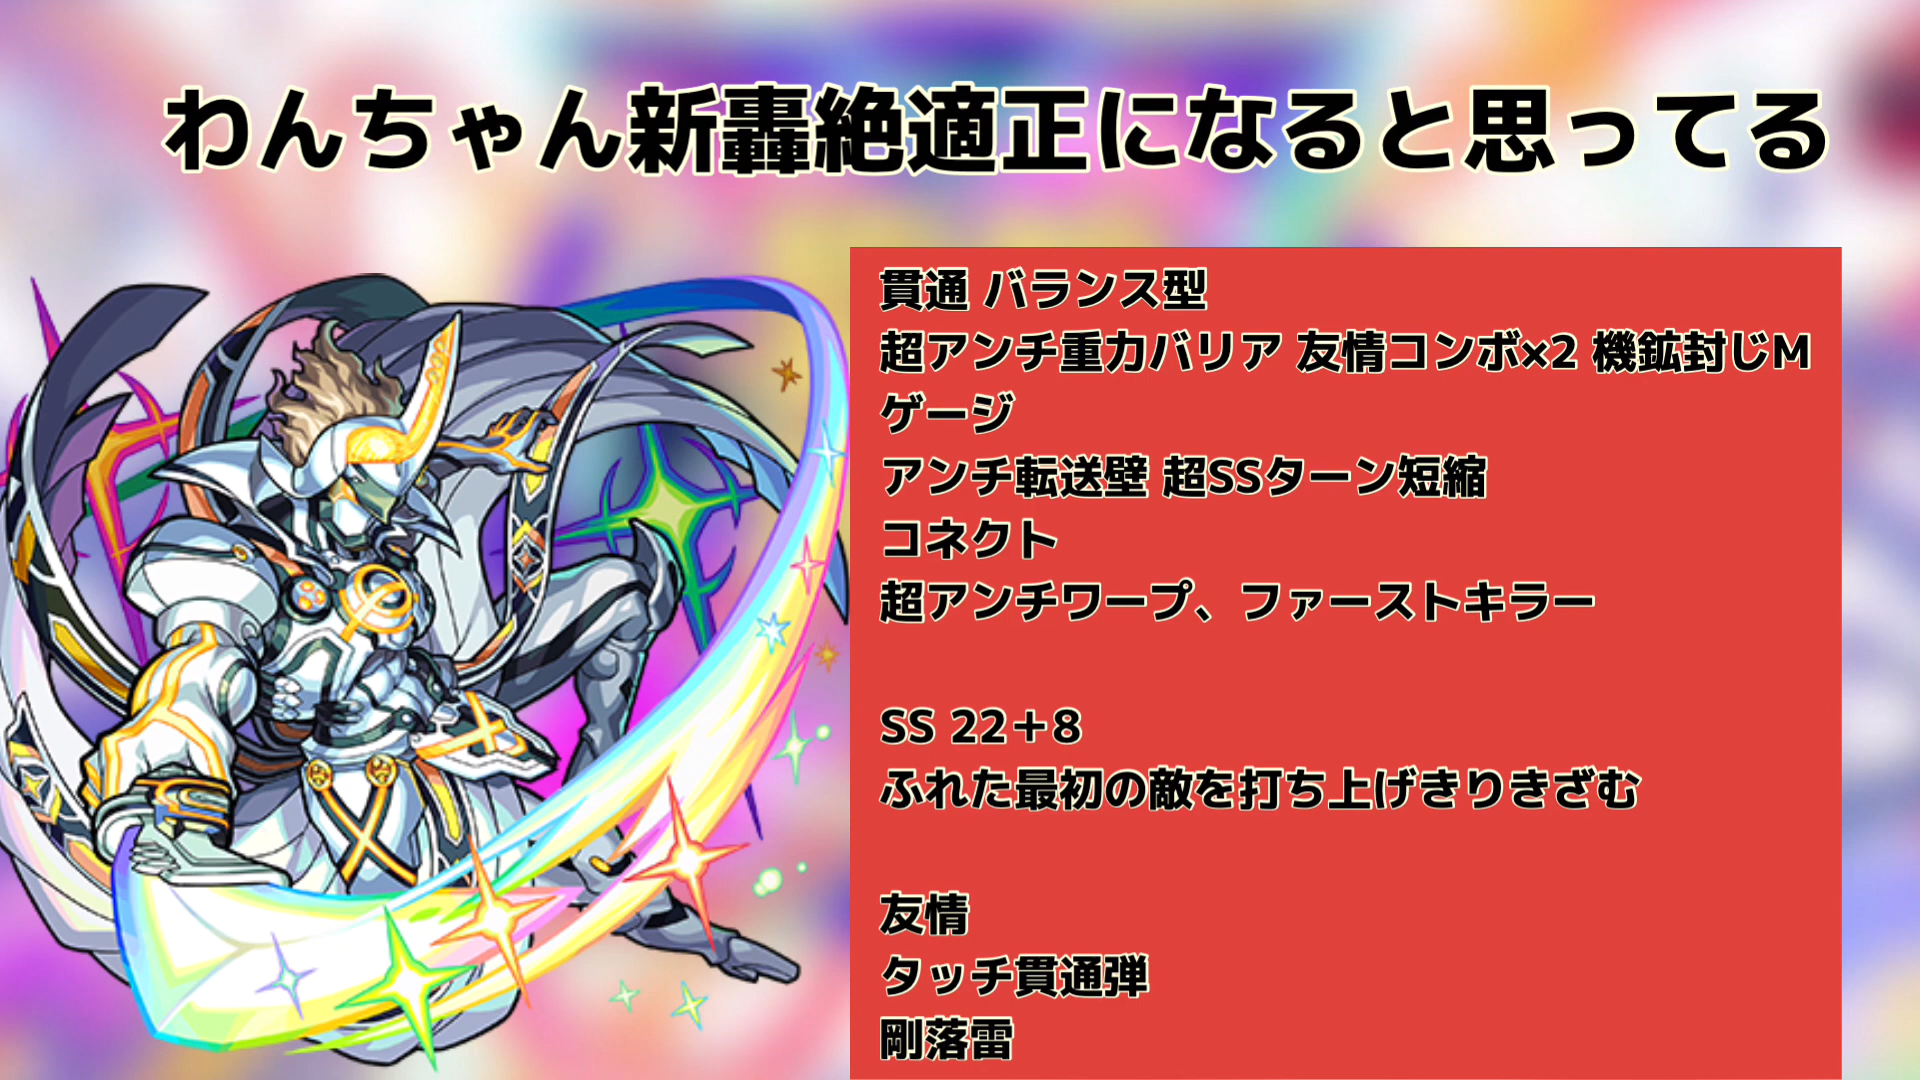 わんちゃん新轟絶適正になると思ってる
貫通 バランス型
超アンチ重力バリア 友情コンボ×2 機鉱封じM
ゲージ
アンチ転送壁 超SSターン短縮
コネクト
超アンチワープ、ファーストキラー
SS 22＋8
ふれた最初の敵を打ち上げきりきざむ
友情
タッチ貫通弾
剛落雷